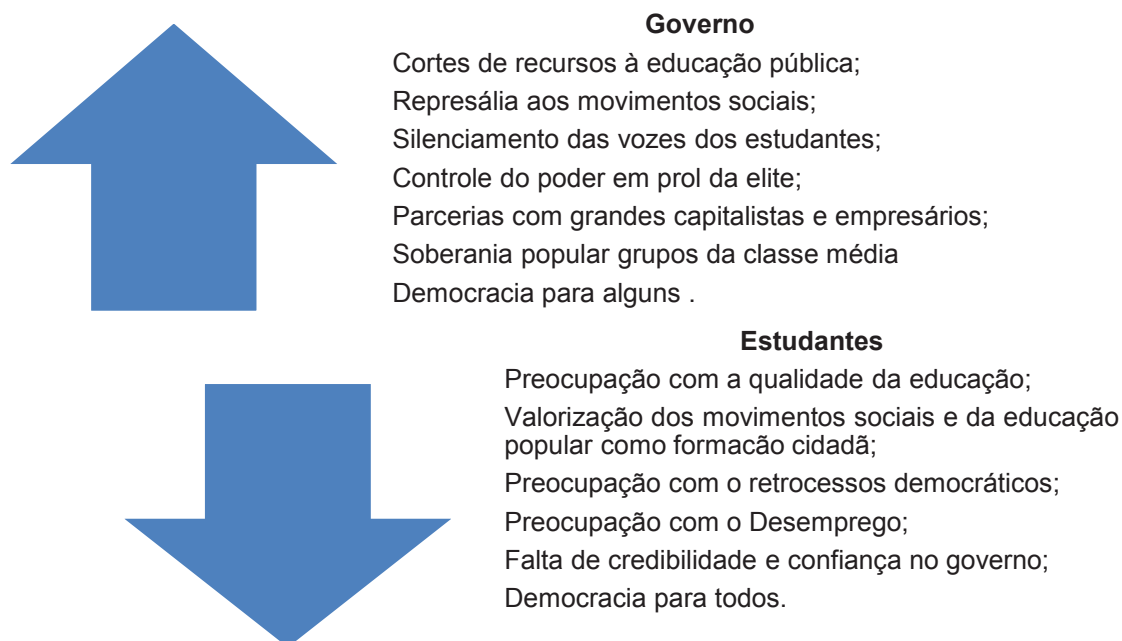 Governo
Cortes de recursos à educação pública;
Represália aos movimentos sociais;
Silenciamento das vozes dos estudantes;
Controle do poder em prol da elite;
Parcerias com grandes capitalistas e empresários;
Soberania popular grupos da classe média
Democracia para alguns .
Estudantes
Preocupação com a qualidade da educação;
Valorização dos movimentos sociais e da educação
popular como formacão cidadã;
Preocupação com o retrocessos democráticos;
Preocupação com o Desemprego;
Falta de credibilidade e confiança no governo;
Democracia para todos.